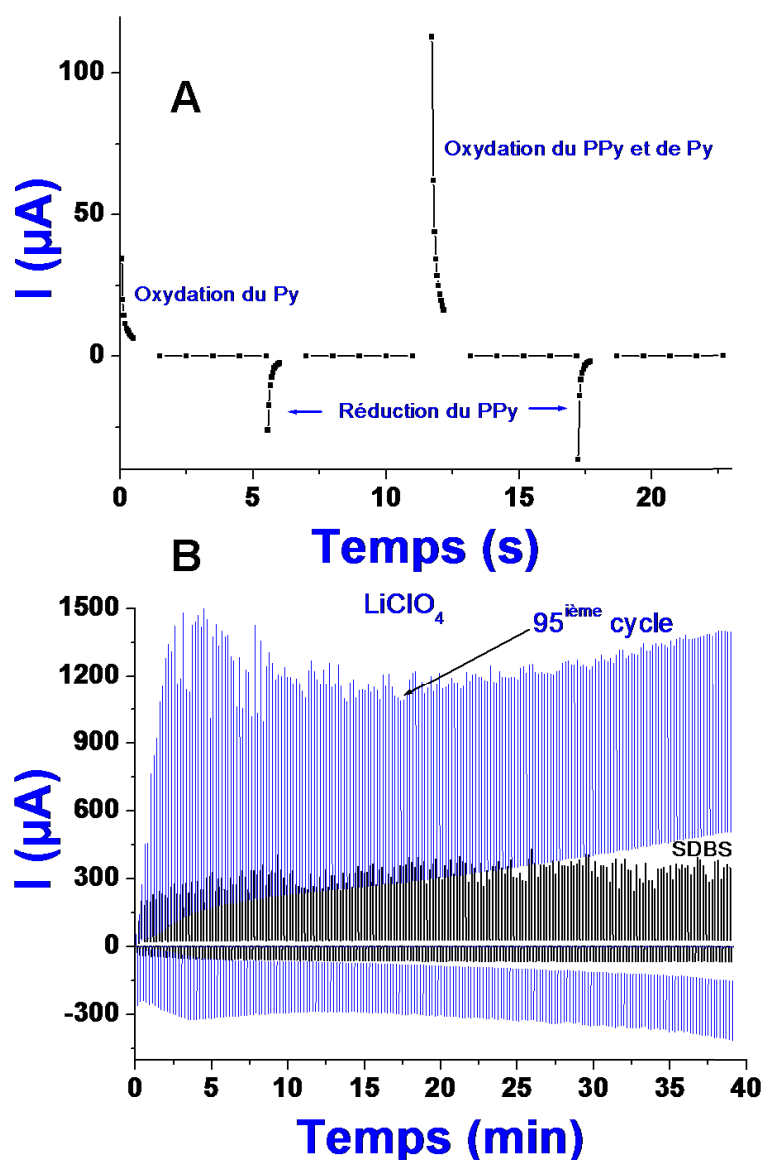 A
100
50
0
I (µA)
Oxydation du PPy et de Py
Oxydation du Py
Réduction du PPy
0 5 10 15 20
Temps (s)
B
LiClO4
95ième cycle
1500
1200
900
600
300
0
-300
I (µA)
SDBS
0 5 10 15 20 25 30 35 40
Temps (min)